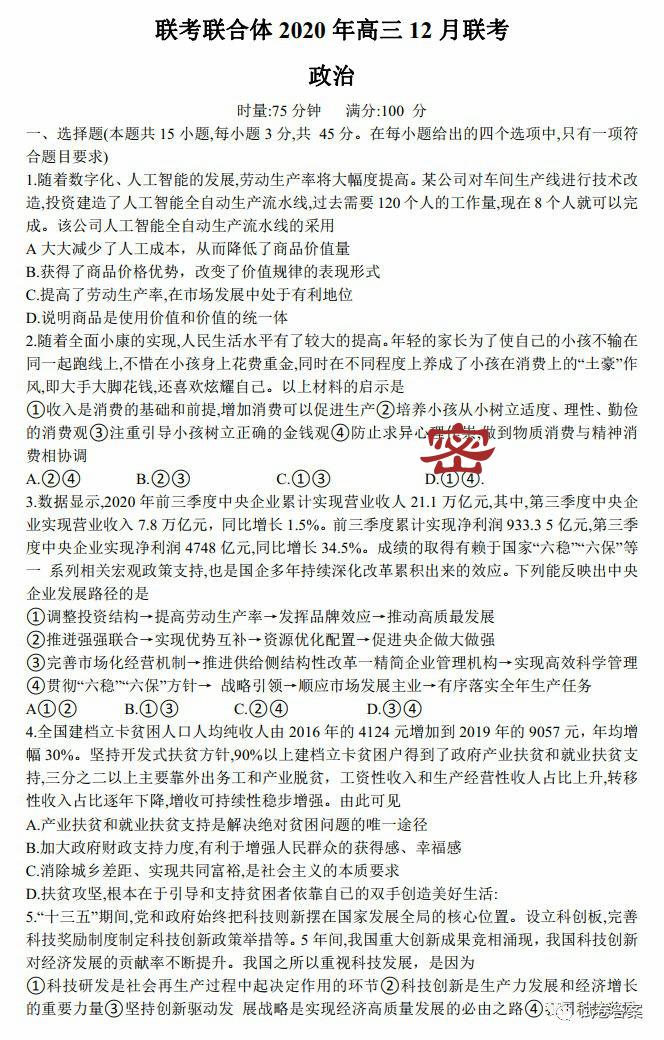 联考联合体 2020 年高三 12 月联考
政治
时量:75 分钟 满分:100 分
一、选择题(本题共 15 小题,每小题 3 分,共 45 分。在每小题给出的四个选项中,只有一项符
合题目要求)
1.随着数字化、人工智能的发展,劳动生产率将大幅度提高。某公司对车间生产线进行技术改
造,投资建造了人工智能全自动生产流水线,过去需要 120 个人的工作量,现在 8 个人就可以完
成。该公司人工智能全自动生产流水线的采用
A 大大减少了人工成本，从而降低了商品价值量
B.获得了商品价格优势，改变了价值规律的表现形式
C.提高了劳动生产率,在市场发展中处于有利地位
D.说明商品是使用价值和价值的统一体
2.随着全面小康的实现,人民生活水平有了较大的提高。年轻的家长为了使自己的小孩不输在
同一起跑线上,不惜在小孩身上花费重金,同时在不同程度上养成了小孩在消费上的“土豪”作
风,即大手大脚花钱,还喜欢炫耀自己。以上材料的启示是
①收入是消费的基础和前提,增加消费可以促进生产②培养小孩从小树立适度、理性、勤俭
的消费观③注重引导小孩树立正确的金钱观④防止求异心理作祟,做到物质消费与精神消
费相协调
A.②④ B.②③ C.①③ D.①④.
密
3.数据显示,2020 年前三季度中央企业累计实现营业收人 21.1 万亿元,其中,第三季度中央企
业实现营业收入 7.8 万亿元，同比增长 1.5%。前三季度累计实现净利润 933.3 5 亿元,第三季
度中央企业实现净利润 4748 亿元,同比增长 34.5%。成绩的取得有赖于国家“六稳”“六保”等
一 系列相关宏观政策支持,也是国企多年持续深化改革累积出来的效应。下列能反映出中央
企业发展路径的是
①调整投资结构→提高劳动生产率→发挥品牌效应→推动高质最发展
②推进强强联合→实现优势互补→资源优化配置→促进央企做大做强
③完善市场化经营机制→推进供给侧结构性改革一精简企业管理机构→实现高效科学管理
④贯彻“六稳”“六保”方针→ 战略引领→顺应市场发展主业→有序落实全年生产任务
A①② B.①③ C.②④ D.③④
4.全国建档立卡贫困人口人均纯收人由 2016 年的 4124 元增加到 2019 年的 9057 元，年均增
幅 30%。坚持开发式扶贫方针,90%以上建档立卡贫困户得到了政府产业扶贫和就业扶贫支
持,三分之二以上主要靠外出务工和产业脱贫，工资性收入和生产经营性收人占比上升,转移
性收入占比逐年下降,增收可持续性稳步增强。由此可见
A.产业扶贫和就业扶贫支持是解决绝对贫困问题的唯一途径
B.加大政府财政支持力度,有利于增强人民群众的获得感、幸福感
C.消除城乡差距、实现共同富裕,是社会主义的本质要求
D.扶贫攻坚,根本在于引导和支持贫困者依靠自已的双手创造美好生活:
5.“十三五”期间,党和政府始终把科技则新摆在国家发展全局的核心位置。设立科创板,完善
科技奖励制度制定科技创新政策举措等。5 年间,我国重大创新成果竞相涌现，我国科技创新
对经济发展的贡献率不断提升。我国之所以重视科技发展，是因为
①科技研发是社会再生产过程中起决定作用的环节②科技创新是生产力发展和经济增长
的重要力量③坚持创新驱动发 展战略是实现经济高质量发展的必由之路④
试卷答案